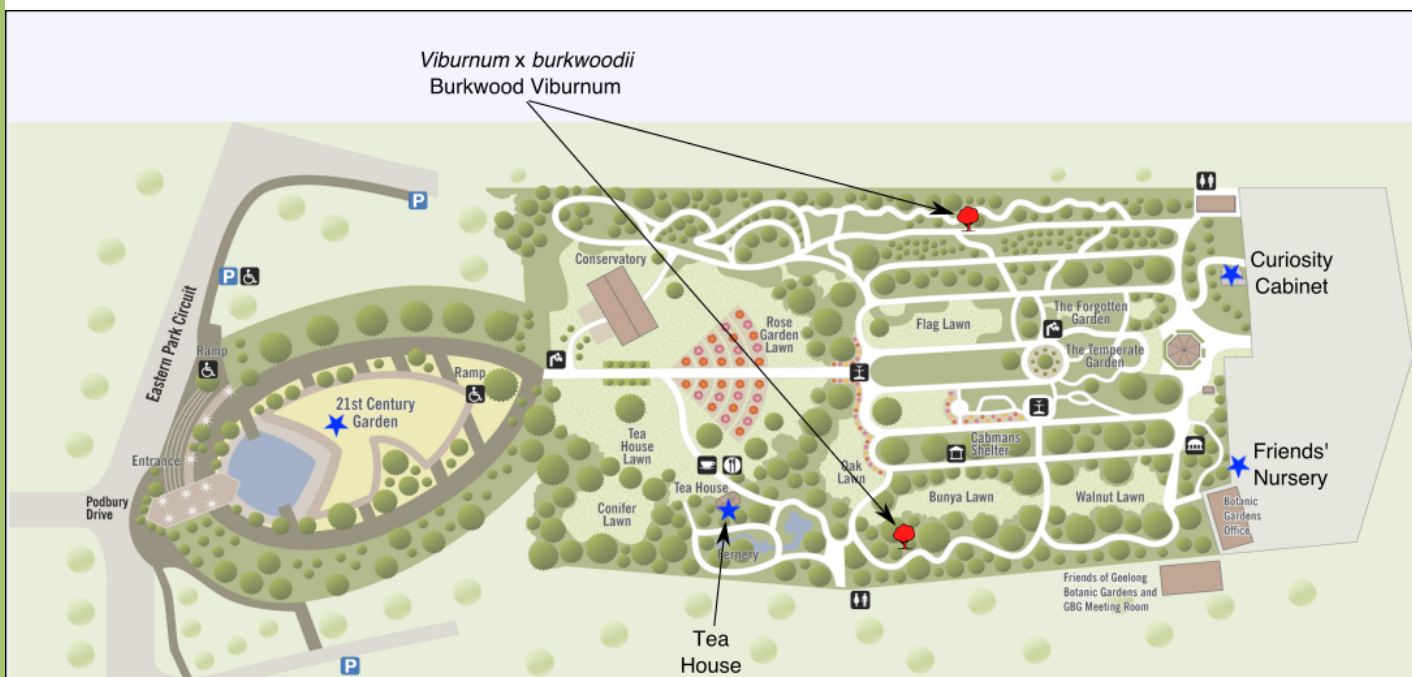 Viburnum x burkwoodii
Burkwood Viburnum
P
Conservatory
Curiosity
Cabinet
P
Eastern Park Circuit
Rose
Garden
Lawn
Flag Lawn
The Forgotten
Garden
Ramp
The Temperate
Garden
Ramp
21st Century
Garden
Tea
House
Lawn
Cabmans
Shelter
Entrance
Oak
Lawn
Friends'
Nursery
Podbury
Drive
Tea House
Conifer
Lawn
Bunya Lawn
Walnut Lawn
Botanic
Gardens
Office
Fernery
Friends of Geelong
Botanic Gardens and
GBG Meeting Room
Tea
House
P